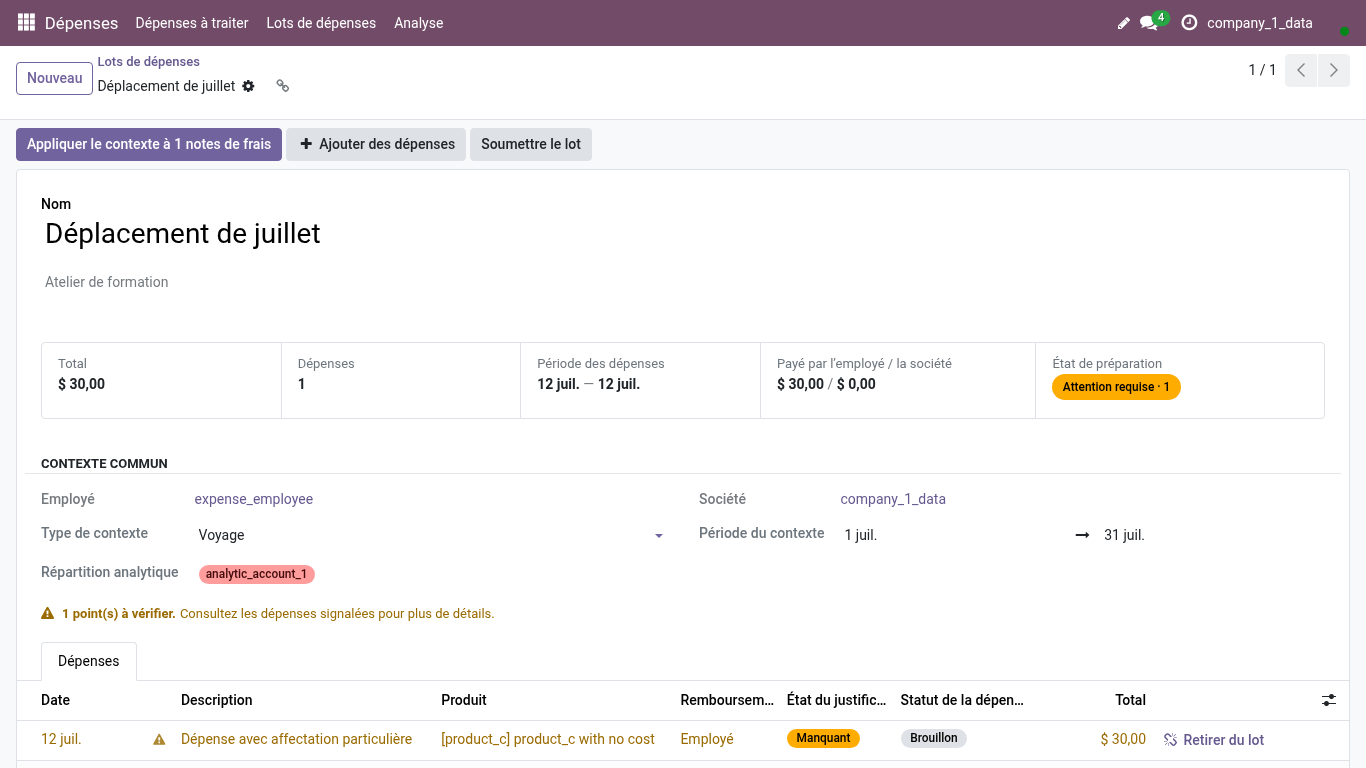 Dépenses Dépenses à traiter Lots de dépenses Analyse 4 company_1_data
Nouveau
Lots de dépenses
Déplacement de juillet
1 / 1
Appliquer le contexte à 1 notes de frais Ajouter des dépenses Soumettre le lot
Nom
Déplacement de juillet
Atelier de formation
Total Dépenses Période des dépenses Payé par l’employé / la société État de préparation
$ 30,00 1 12 juil. — 12 juil. $ 30,00 / $ 0,00 Attention requise · 1
CONTEXTE COMMUN
Employé expense_employee Société company_1_data
Type de contexte Voyage Période du contexte 1 juil. → 31 juil.
Répartition analytique analytic_account_1
1 point(s) à vérifier. Consultez les dépenses signalées pour plus de détails.
Dépenses
Date Description Produit Remboursem… État du justific… Statut de la dépen… Total
12 juil. Dépense avec affectation particulière [product_c] product_c with no cost Employé Manquant Brouillon $ 30,00 Retirer du lot